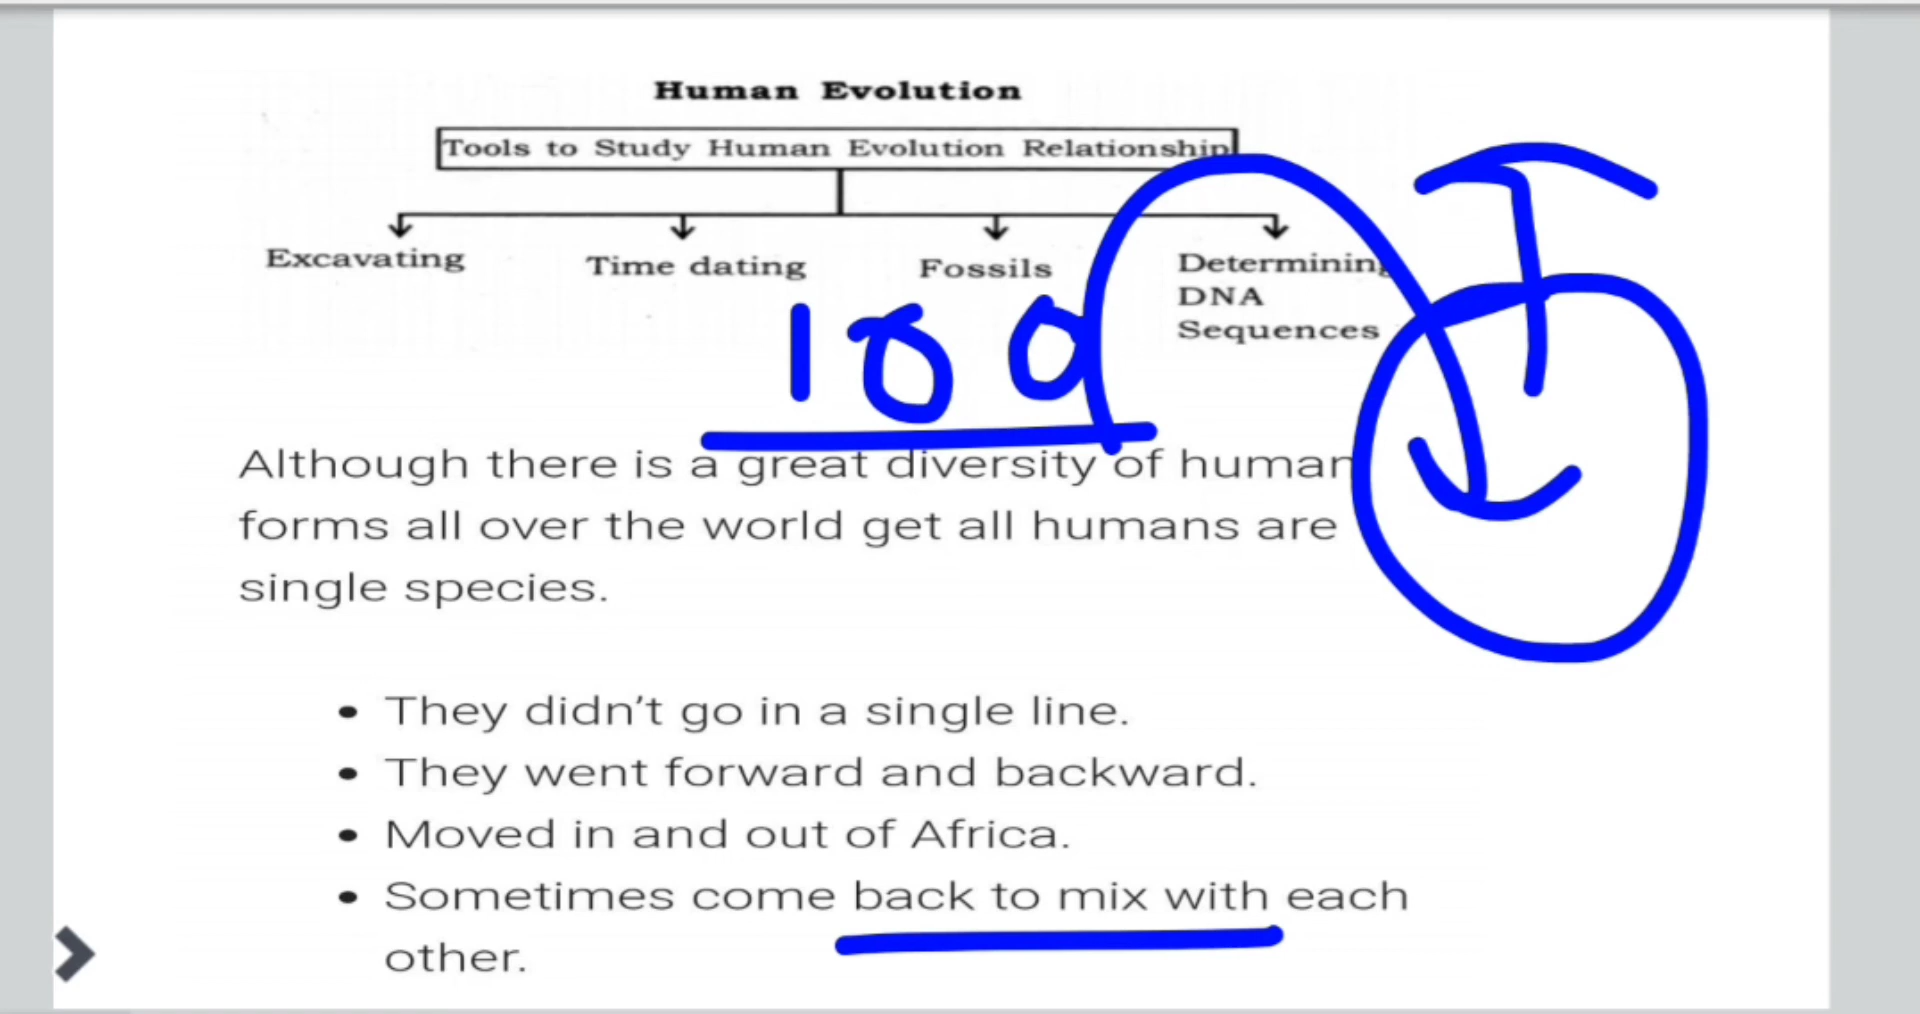 Human Evolution
Tools to Study Human Evolution Relationship
Excavating Time dating Fossils Determining
DNA
Sequences
100
Although there is a great diversity of human
forms all over the world get all humans are
single species.
• They didn't go in a single line.
• They went forward and backward.
• Moved in and out of Africa.
• Sometimes come back to mix with each
other.